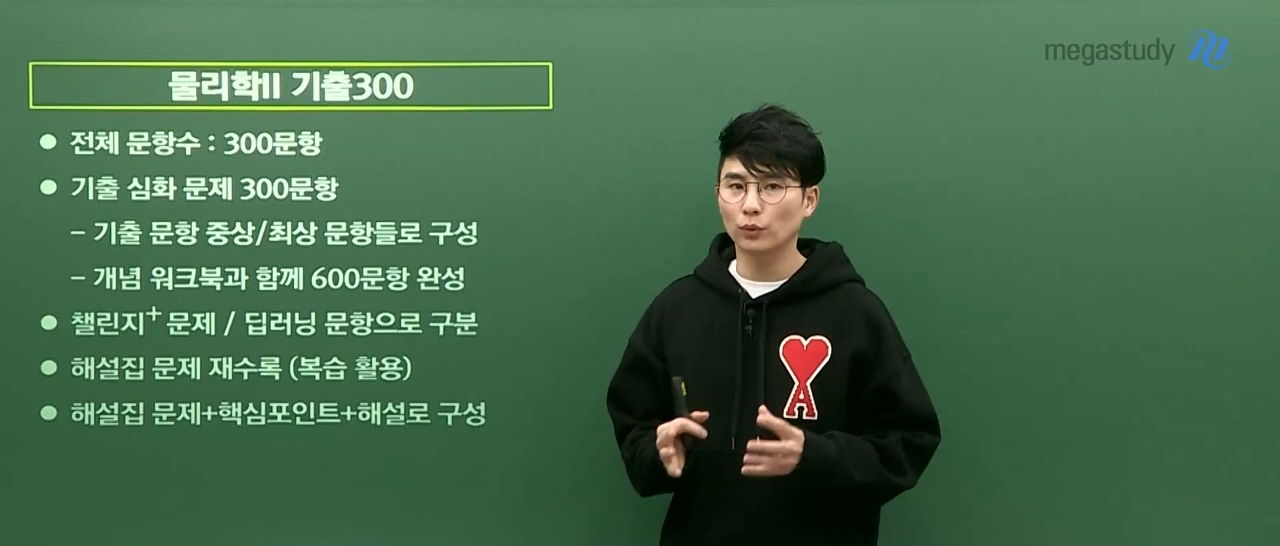 megastudy
물리학II 기출300
● 전체 문항수 : 300문항
● 기출 심화 문제 300문항
– 기출 문항 중상/최상 문항들로 구성
– 개념 워크북과 함께 600문항 완성
● 챌린지+ 문제 / 딥러닝 문항으로 구분
● 해설집 문제 재수록 (복습 활용)
● 해설집 문제+핵심포인트+해설로 구성
A